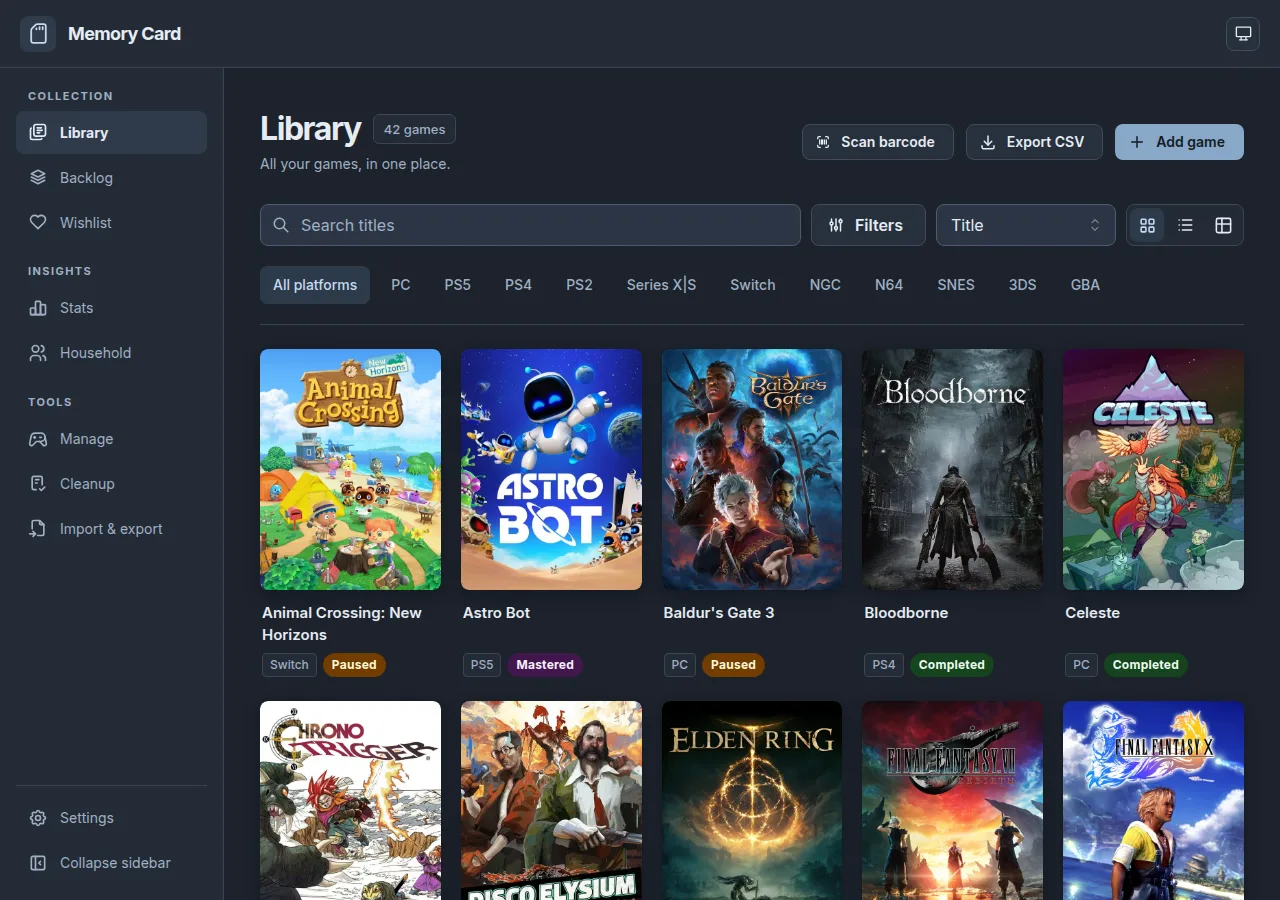 Memory Card
COLLECTION
Library
Backlog
Wishlist
INSIGHTS
Stats
Household
TOOLS
Manage
Cleanup
Import & export
Settings
Collapse sidebar
Library
42 games
All your games, in one place.
Scan barcode
Export CSV
Add game
Search titles
Filters
Title
All platforms
PC
PS5
PS4
PS2
Series X|S
Switch
NGC
N64
SNES
3DS
GBA
New
Horizons
Animal
Crossing
ASTRO
BOT
Baldur's
Gate
Bloodborne
CELESTE
Animal Crossing: New
Horizons
Switch
Paused
Astro Bot
PS5
Mastered
Baldur's Gate 3
PC
Paused
Bloodborne
PS4
Completed
Celeste
PC
Completed
CHRONO
TRIGGER
DISCO ELYSIUM
ELDEN RING
FINAL FANTASY VII
REBIRTH
FINAL FANTASY X